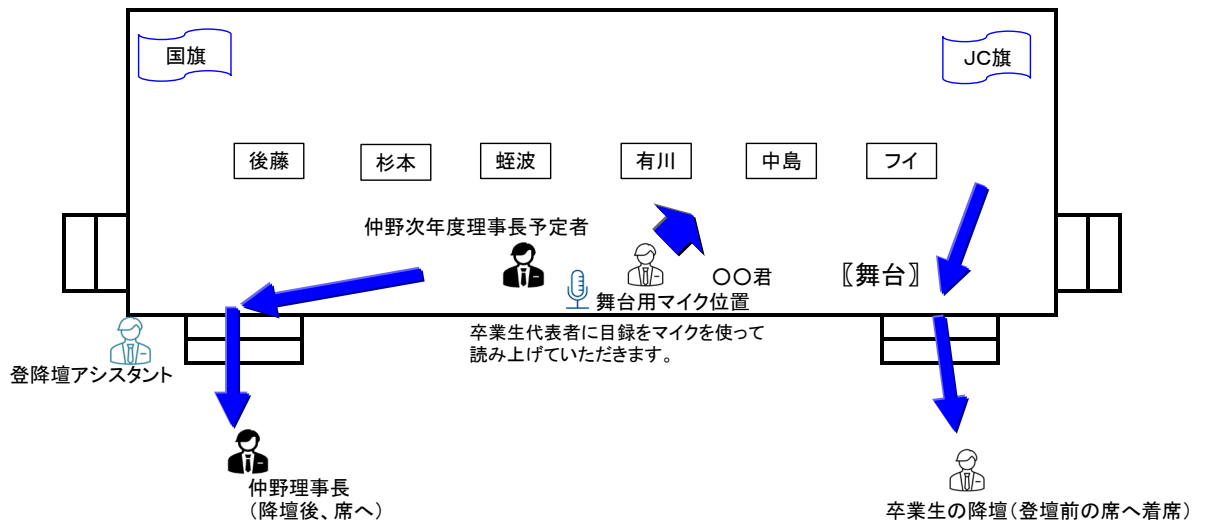 国旗
JC旗
後藤
杉本
蛭波
有川
中島
フイ
仲野次年度理事長予定者
〇〇君
〖舞台〗
舞台用マイク位置
卒業生代表者に目録をマイクを使って
読み上げていただきます。
登降壇アシスタント
仲野理事長
（降壇後、席へ）
卒業生の降壇（登壇前の席へ着席）